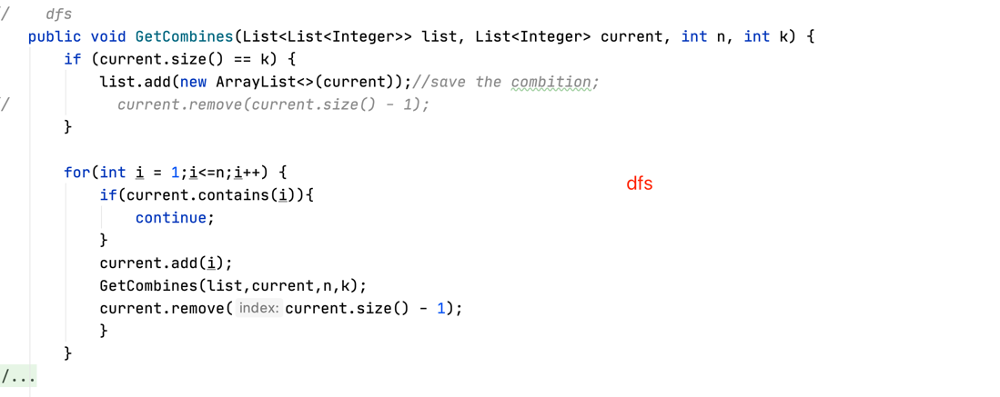 / dfs
public void GetCombines(List<List<Integer>> list, List<Integer> current, int n, int k) {
if (current.size() == k) {
list.add(new ArrayList<>(current));//save the combition;
/ current.remove(current.size() - 1);
}
for(int i = 1;i<=n;i++) {
dfs
if(current.contains(i)){
continue;
}
current.add(i);
GetCombines(list,current,n,k);
current.remove( index: current.size() - 1);
}
}
/...